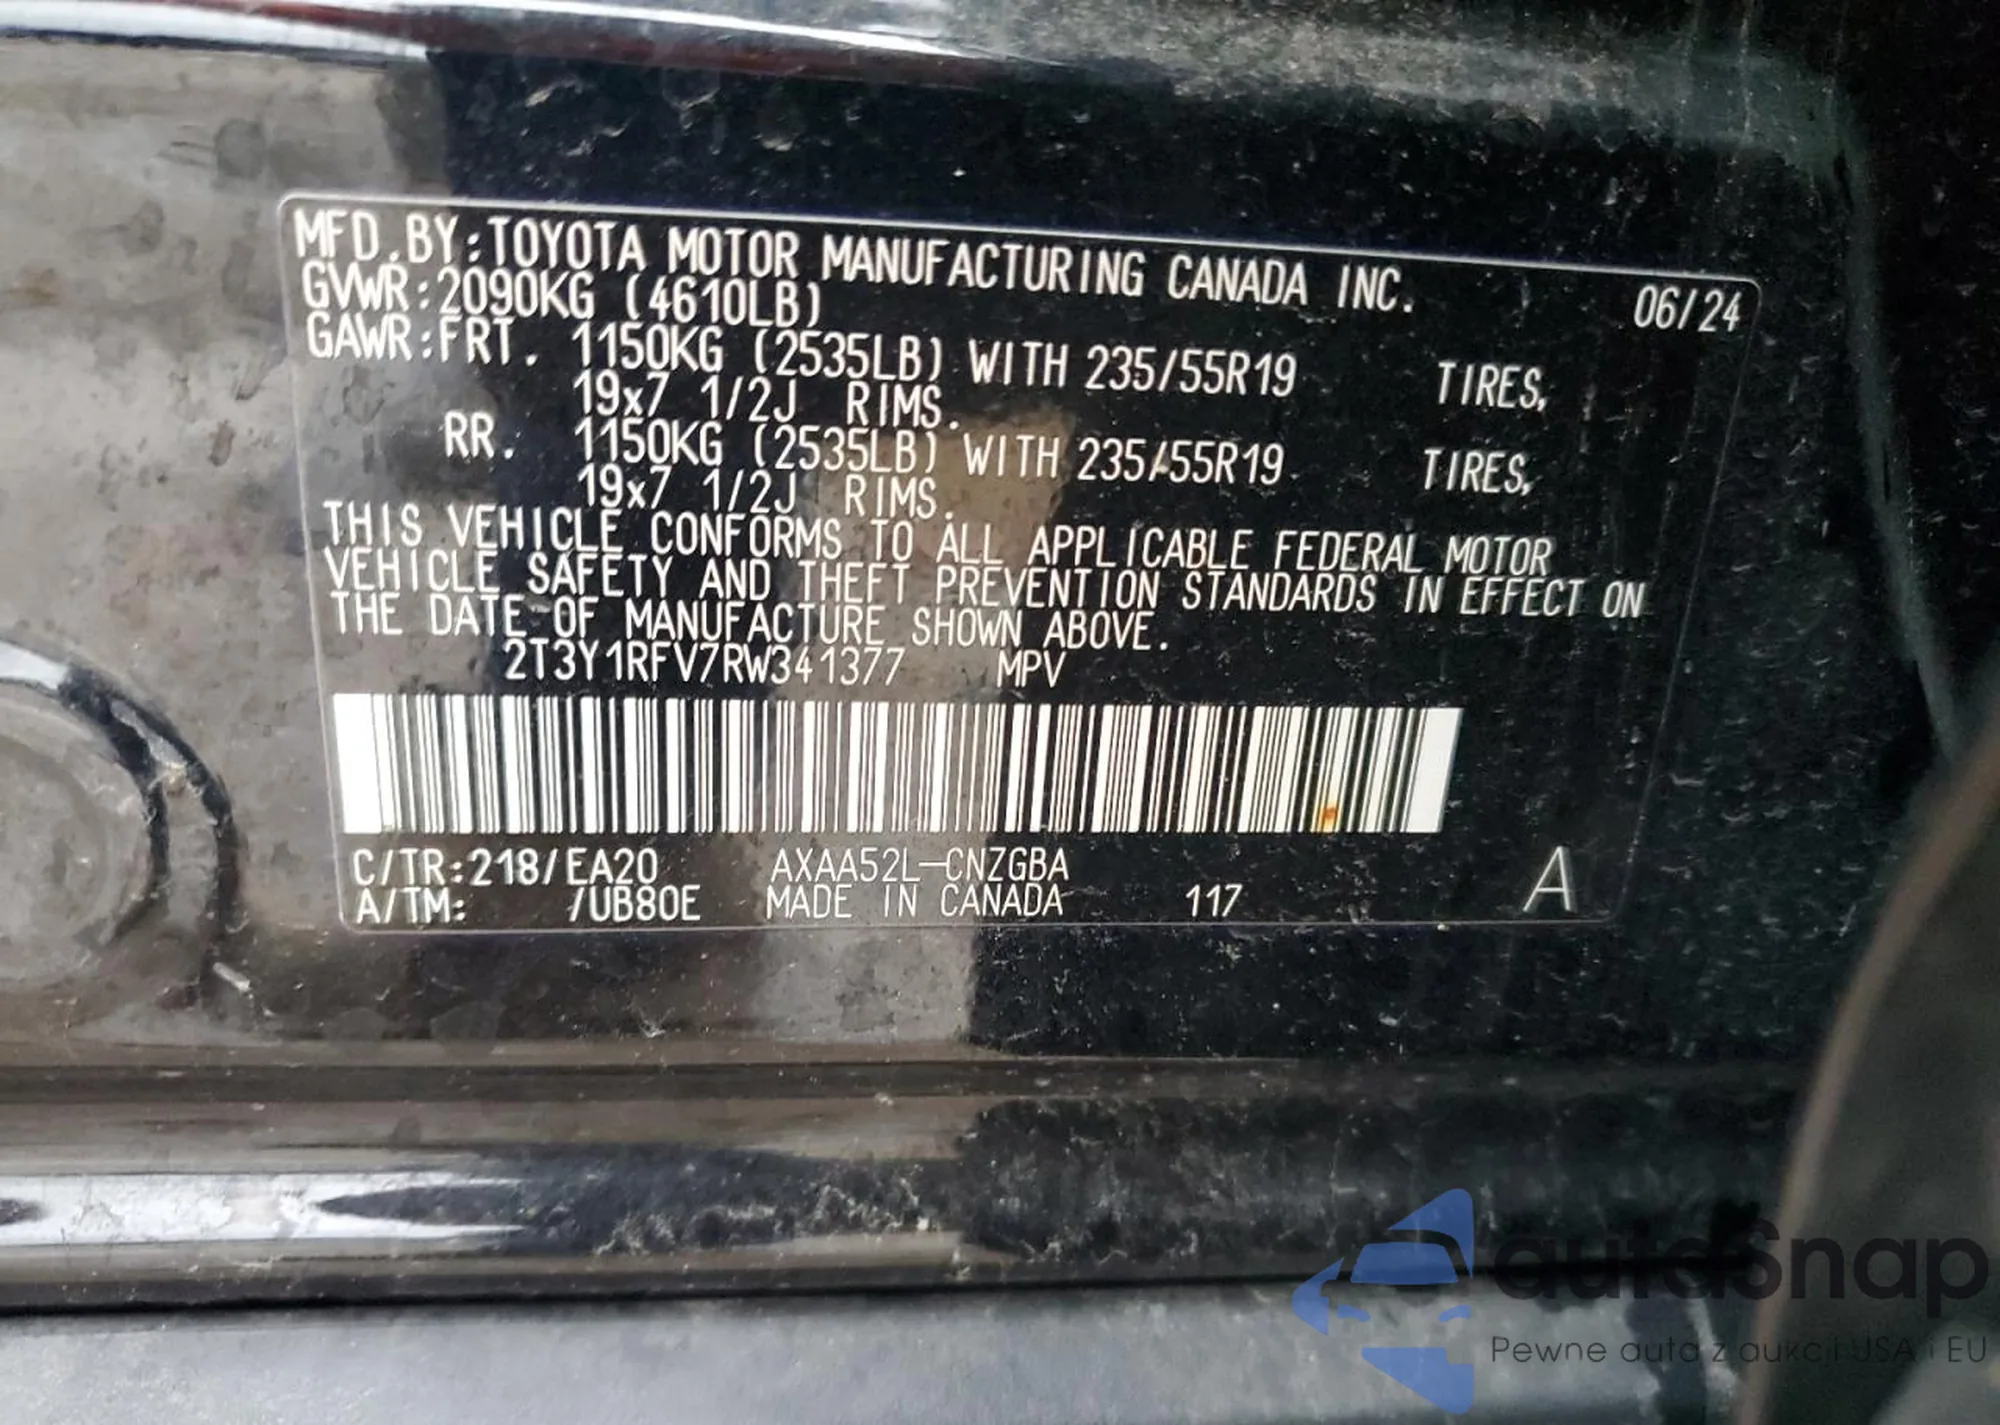 MFD.BY:TOYOTA MOTOR MANUFACTURING CANADA INC. 06/24
GVWR:2090KG (4610LB)
GAWR:FRT. 1150KG (2535LB) WITH 235/55R19 TIRES,
19x7 1/2J RIMS.
RR. 1150KG (2535LB) WITH 235/55R19 TIRES,
19x7 1/2J RIMS.
THIS VEHICLE CONFORMS TO ALL APPLICABLE FEDERAL MOTOR
VEHICLE SAFETY AND THEFT PREVENTION STANDARDS IN EFFECT ON
THE DATE OF MANUFACTURE SHOWN ABOVE.
2T3Y1RFV7RW341377 MPV
C/TR:218/EA20 AXAA52L-CNZGBA
A/TM: /UB80E MADE IN CANADA 117 A
autoSnap
Pewne auta z aukcji USA i EU